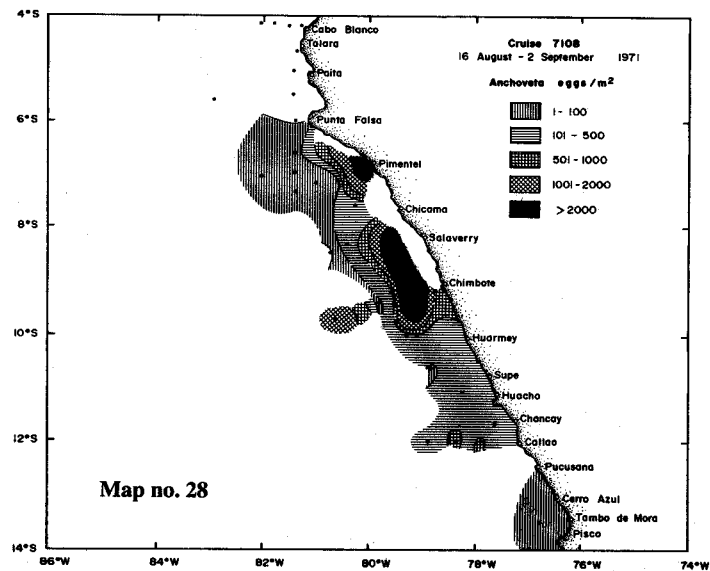 4°S
Cabo Blanco
Talara
Cruise 7108
16 August - 2 September 1971
Paita
Anchoveta eggs/m²
1 - 100
6°S
Punta Falsa
101 - 500
501 - 1000
Pimentel
1001 - 2000
Chicama
>2000
8°S
Salaverry
Chimbote
10°S
Huarmey
Supe
Huacho
Chancay
12°S
Callao
Pucusana
Map no. 28
Cerro Azul
Tambo de Mora
Pisco
14°S
86°W
84°W
82°W
80°W
78°W
76°W
74°W